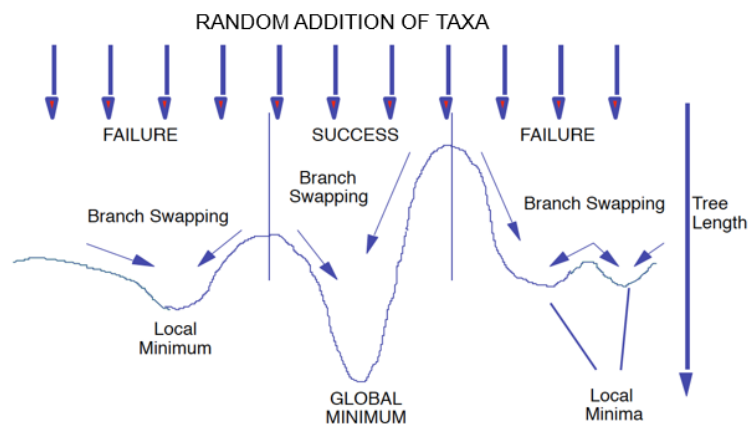 RANDOM ADDITION OF TAXA
FAILURE
SUCCESS
FAILURE
Branch
Swapping
Branch Swapping
Branch Swapping
Tree
Length
Local
Minimum
GLOBAL
MINIMUM
Local
Minima